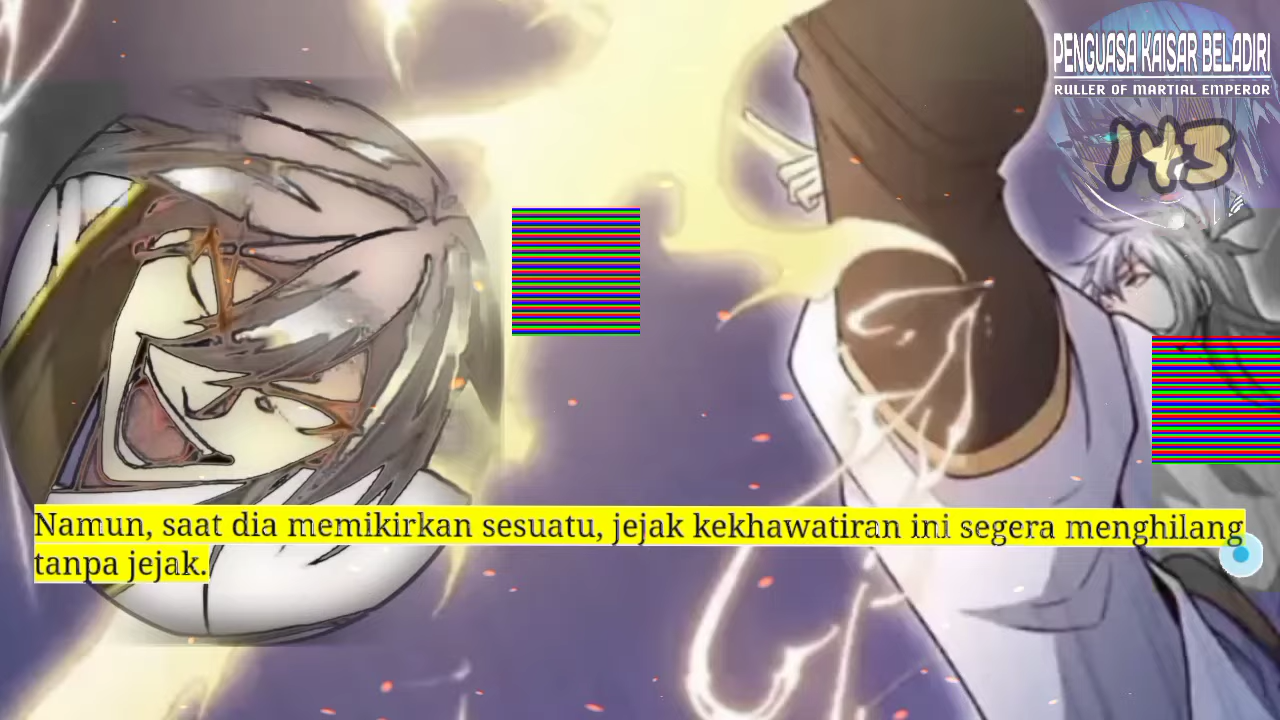 PENGUASA KAISAR BELADIRI
RULLER OF MARTIAL EMPEROR
143
Namun, saat dia memikirkan sesuatu, jejak kekhawatiran ini segera menghilang
tanpa jejak.